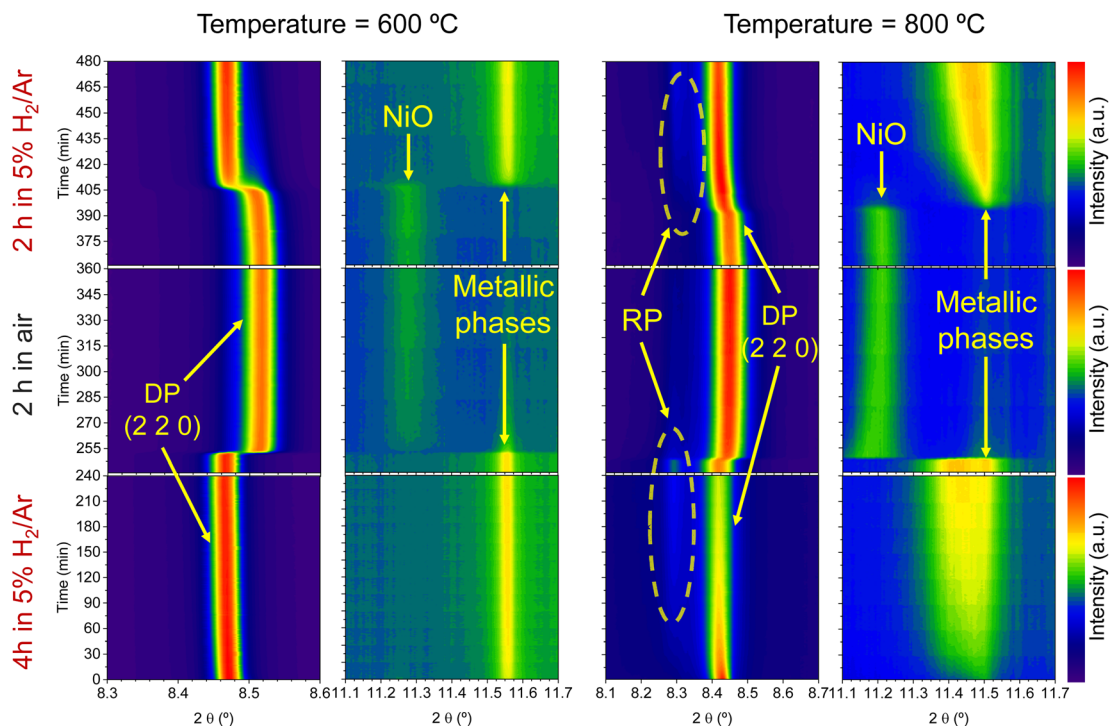 Temperature = 600 ºC
Temperature = 800 ºC
2 h in 5% H2/Ar
Time (min)
480
465
450
435
420
405
390
375
NiO
NiO
RP
DP
(2 2 0)
Intensity (a.u.)
2 h in air
Time (min)
360
345
330
315
300
285
270
255
DP
(2 2 0)
Metallic
phases
Metallic
phases
Intensity (a.u.)
4h in 5% H2/Ar
Time (min)
240
210
180
150
120
90
60
30
0
Intensity (a.u.)
8.3 8.4 8.5 8.6
11.1 11.2 11.3 11.4 11.5 11.6 11.7
8.1 8.2 8.3 8.4 8.5 8.6 8.7
11.1 11.2 11.3 11.4 11.5 11.6 11.7
2 θ (º)
2 θ (º)
2 θ (º)
2 θ (º)